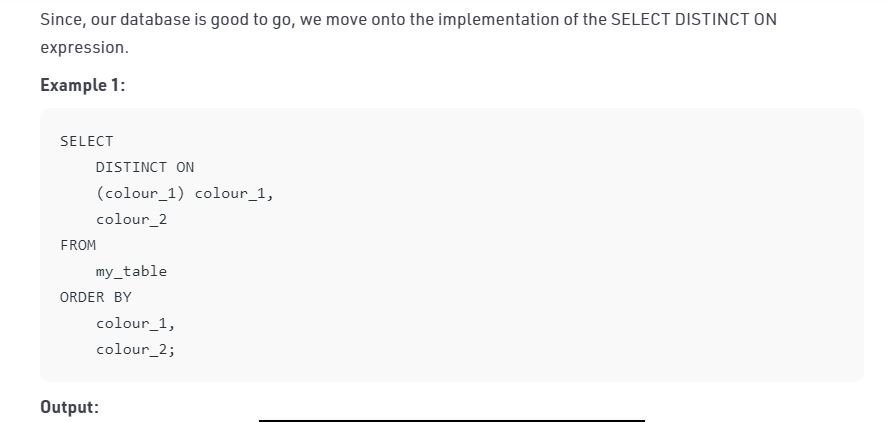 Since, our database is good to go, we move onto the implementation of the SELECT DISTINCT ON
expression.
Example 1:
SELECT
DISTINCT ON
(colour_1) colour_1,
colour_2
FROM
my_table
ORDER BY
colour_1,
colour_2;
Output: